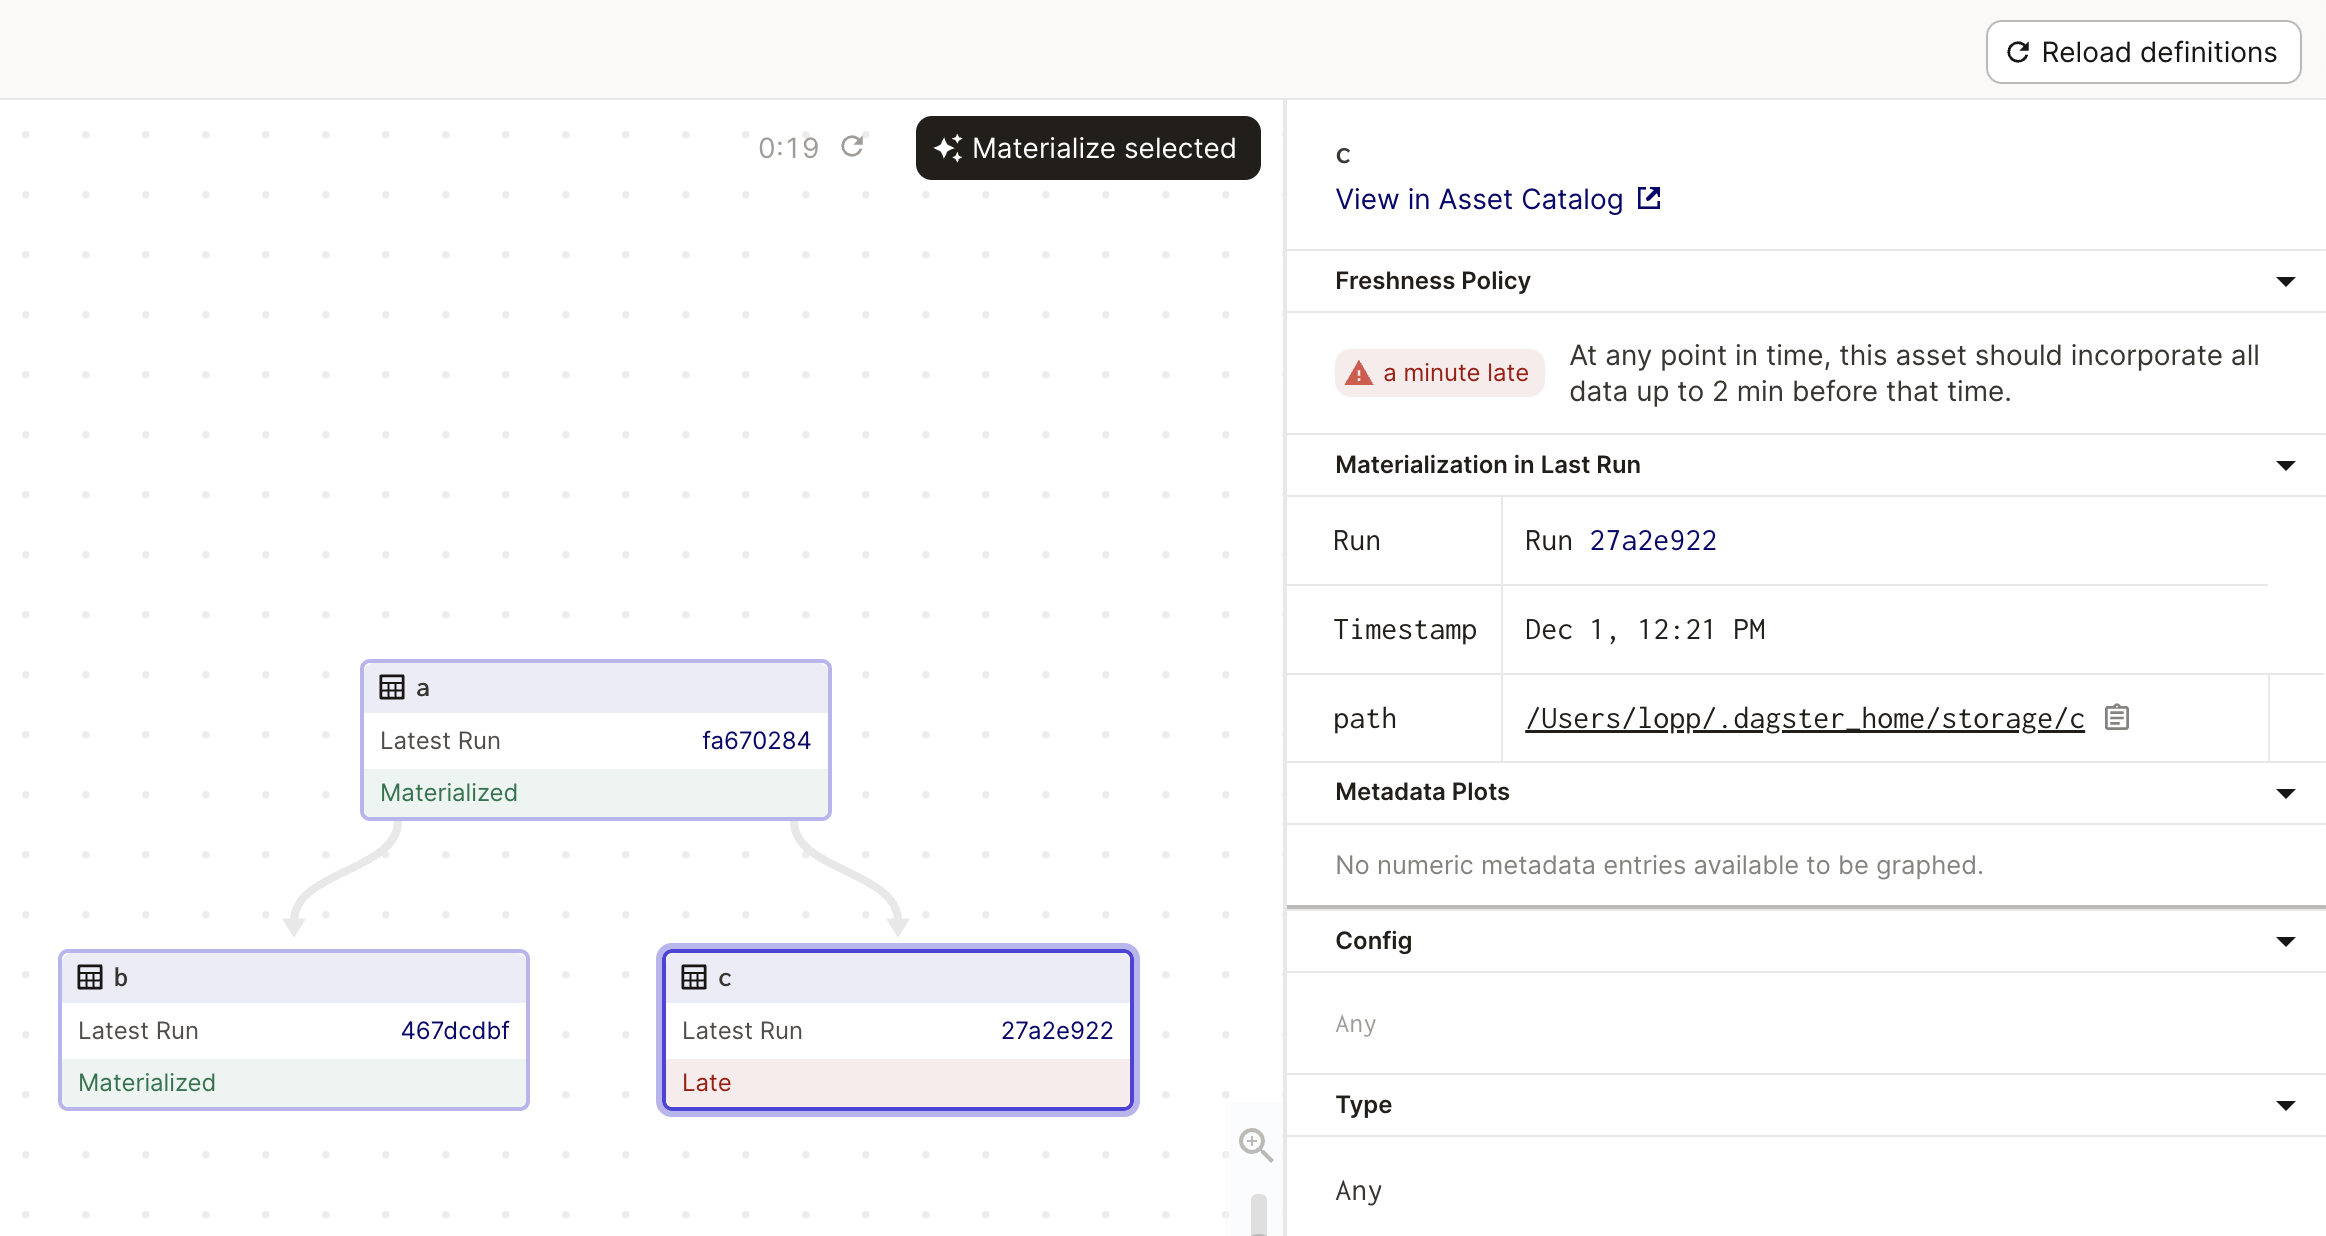 Reload definitions
0:19
Materialize selected
a
Latest Run fa670284
Materialized
b
Latest Run 467dcdbf
Materialized
c
Latest Run 27a2e922
Late
c
View in Asset Catalog
Freshness Policy
a minute late
At any point in time, this asset should incorporate all
data up to 2 min before that time.
Materialization in Last Run
Run Run 27a2e922
Timestamp Dec 1, 12:21 PM
path /Users/lopp/.dagster_home/storage/c
Metadata Plots
No numeric metadata entries available to be graphed.
Config
Any
Type
Any